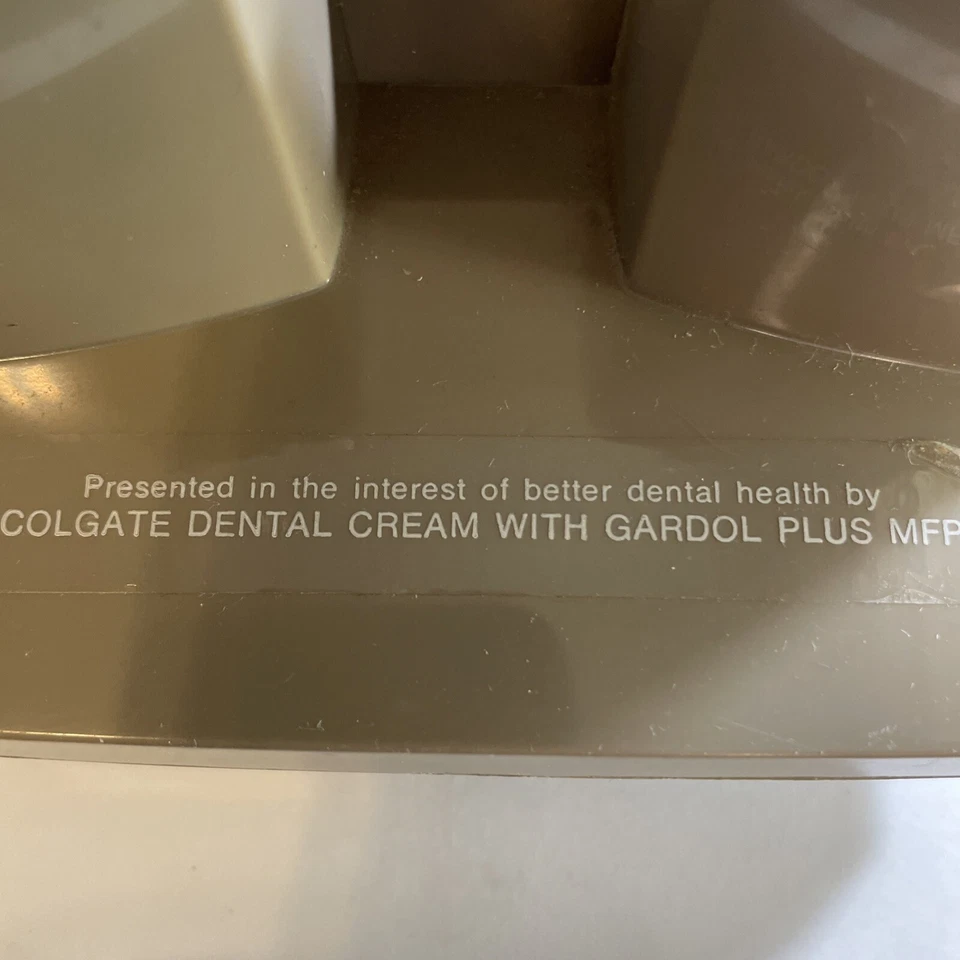 Presented in the interest of better dental health by
COLGATE DENTAL CREAM WITH GARDOL PLUS MFP